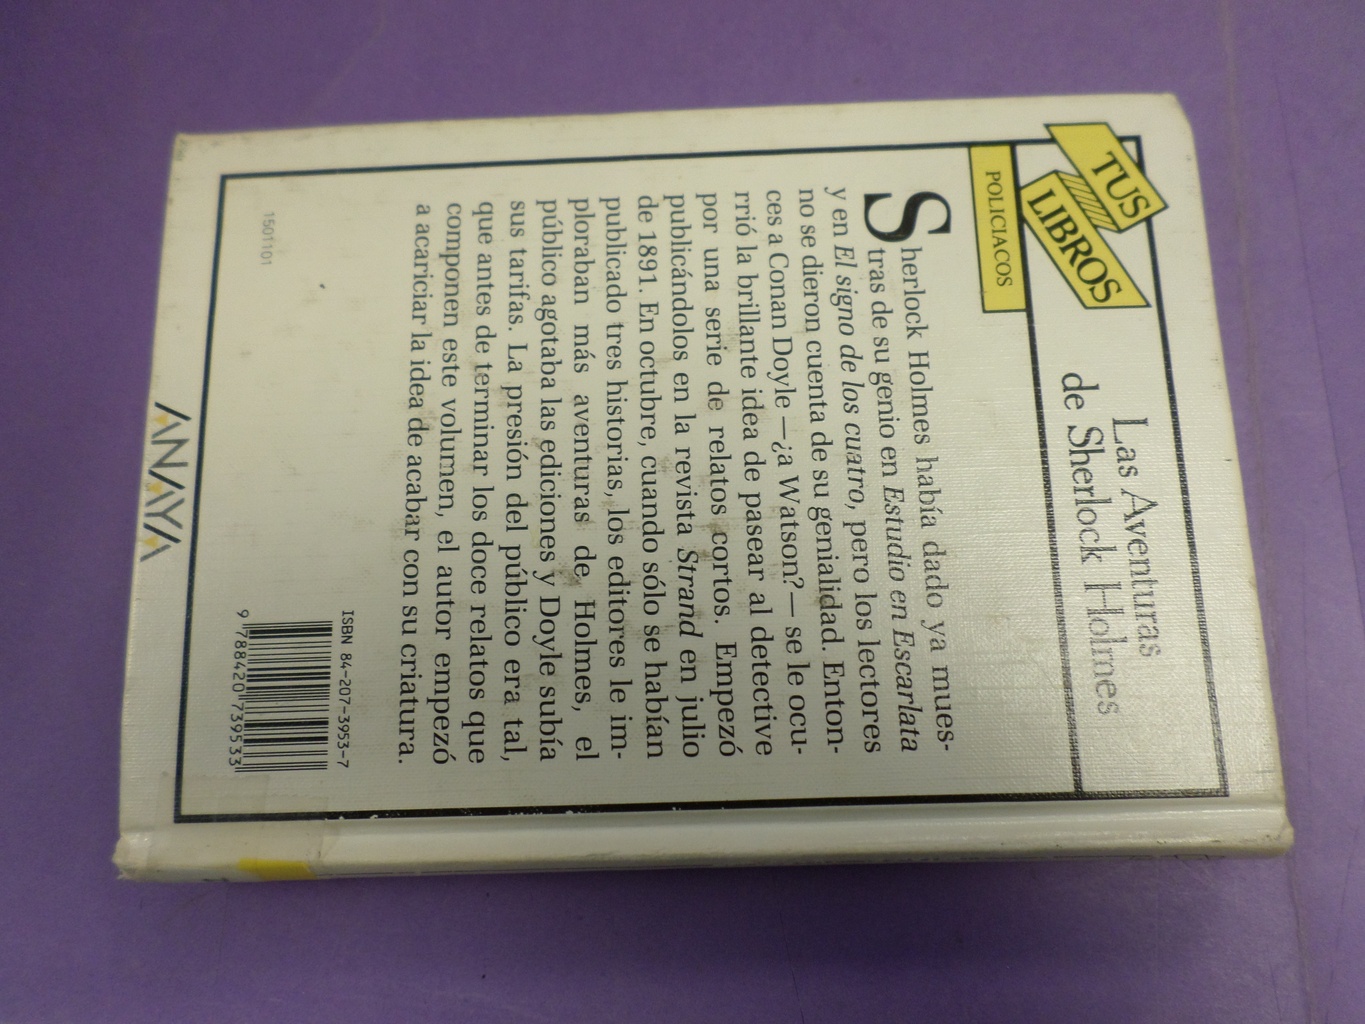 TUS
LIBROS
POLICIACOS
Las Aventuras
de Sherlock Holmes
Sherlock Holmes había dado ya mues-
tras de su genio en Estudio en Escarlata
y en El signo de los cuatro, pero los lectores
no se dieron cuenta de su genialidad. Enton-
ces a Conan Doyle —¿a Watson?— se le ocu-
rrió la brillante idea de pasear al detective
por una serie de relatos cortos. Empezó
publicándolos en la revista Strand en julio
de 1891. En octubre, cuando sólo se habían
publicado tres historias, los editores le im-
ploraban más aventuras de Holmes, el
público agotaba las ediciones y Doyle subía
sus tarifas. La presión del público era tal,
que antes de terminar los doce relatos que
componen este volumen, el autor empezó
a acariciar la idea de acabar con su criatura.
1501101
ISBN 84-207-3953-7
9 788420 739533
ANAYA